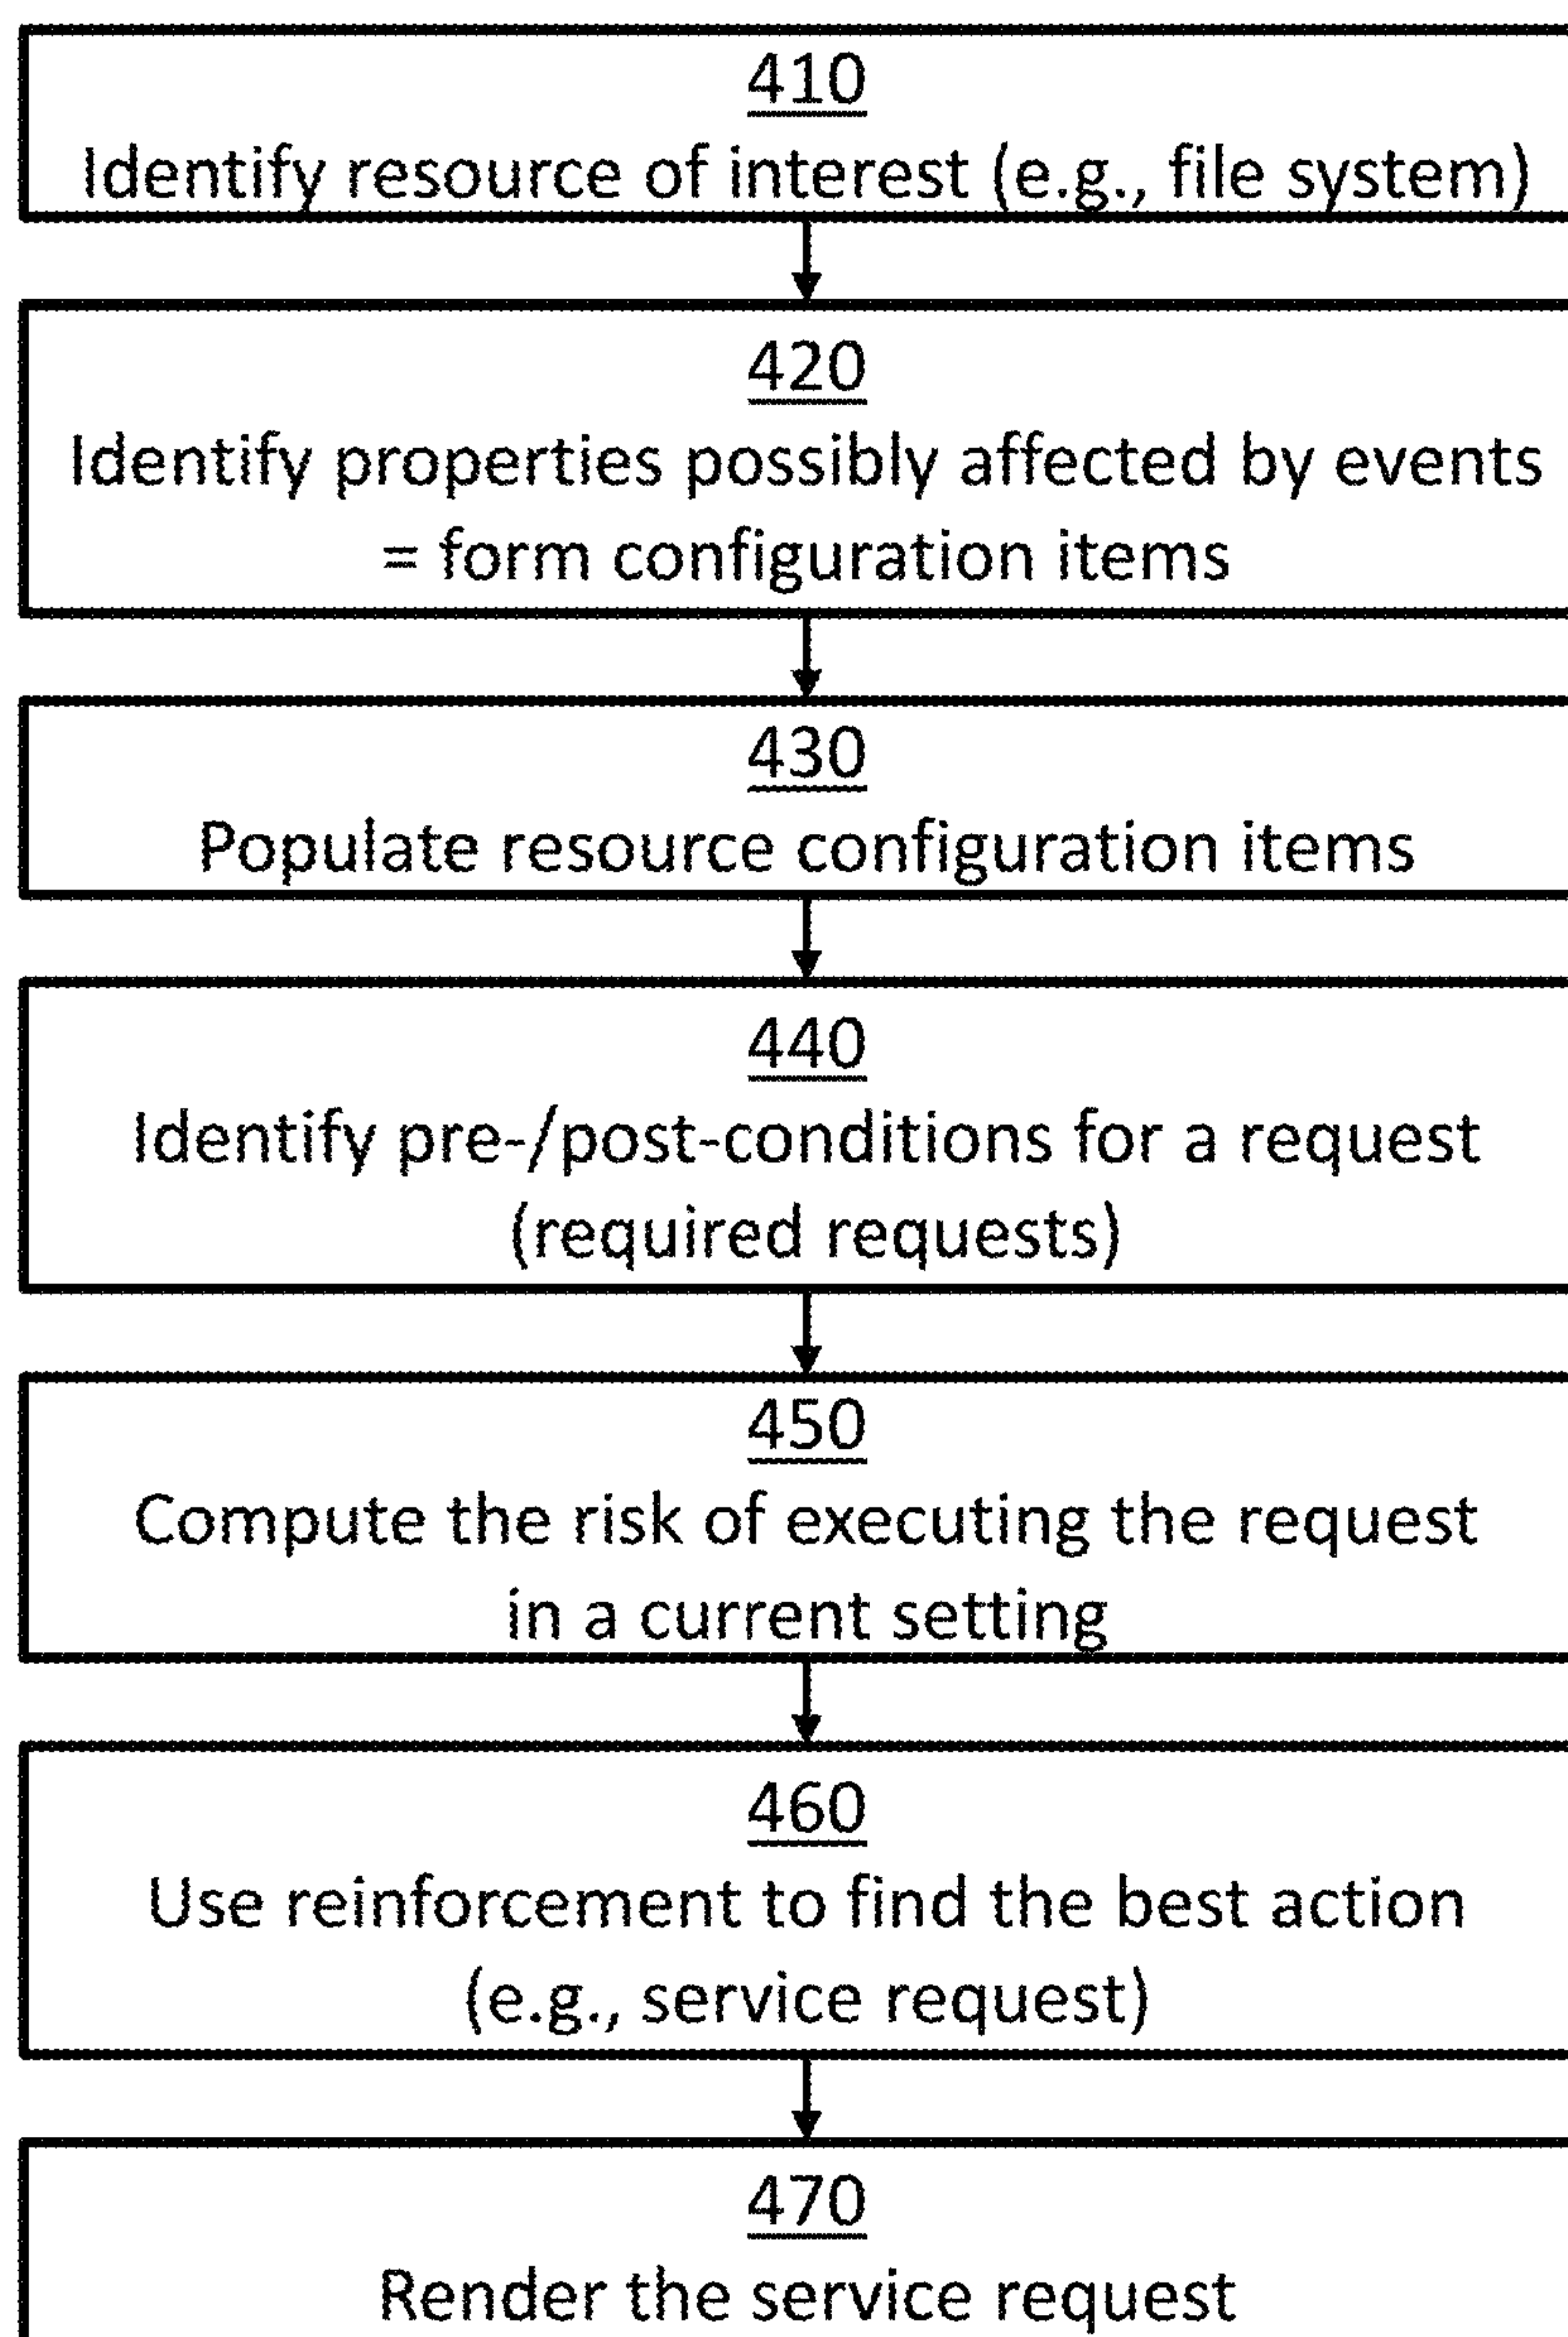 410
Identify resource of interest (e.g., file system)
420
Identify properties possibly affected by events
= form configuration items
430
Populate resource configuration items
440
Identify pre-/post-conditions for a request
(required requests)
450
Compute the risk of executing the request
in a current setting
460
Use reinforcement to find the best action
(e.g., service request)
470
Render the service request